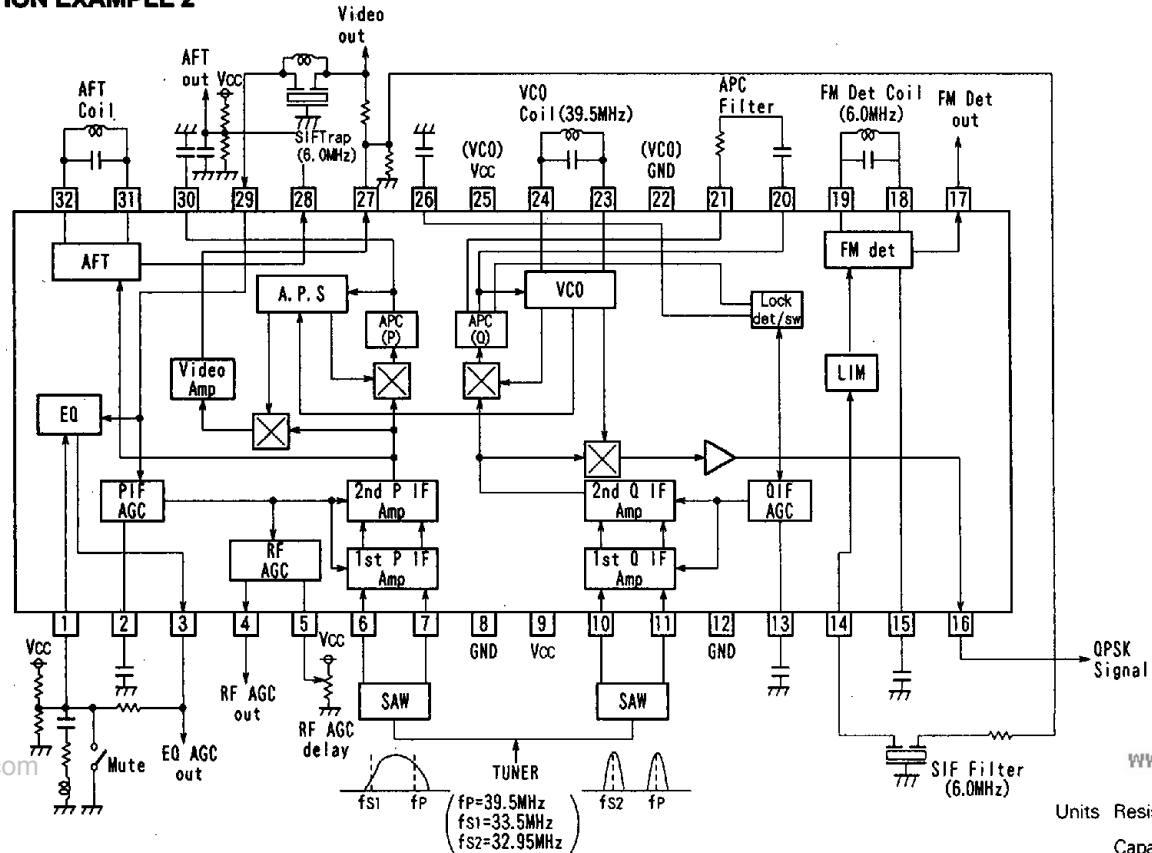 ION EXAMPLE 2
Video out
AFT out
Vcc
AFT Coil
SIFTrap (6.0MHz)
VCO Coil(39.5MHz)
(VCO) Vcc
(VCO) GND
APC Filter
FM Det Coil (6.0MHz)
FM Det out
32 31 30 29 28 27 26 25 24 23 22 21 20 19 18 17
AFT
A.P.S
APC (P)
APC (Q)
VCO
Lock det/sw
FM det
Video Amp
LIM
EQ
PIF AGC
2nd P IF Amp
2nd Q IF Amp
QIF AGC
RF AGC
1st P IF Amp
1st Q IF Amp
1 2 3 4 5 6 7 8 9 10 11 12 13 14 15 16
GND
Vcc
GND
Vcc
Vcc
QPSK Signal
RF AGC out
SAW
SAW
RF AGC delay
Mute
EQ AGC out
TUNER
SIF Filter (6.0MHz)
com
fS1 fP
fP=39.5MHz
fS1=33.5MHz
fS2=32.95MHz
fS2 fP
Units Resis
Capa